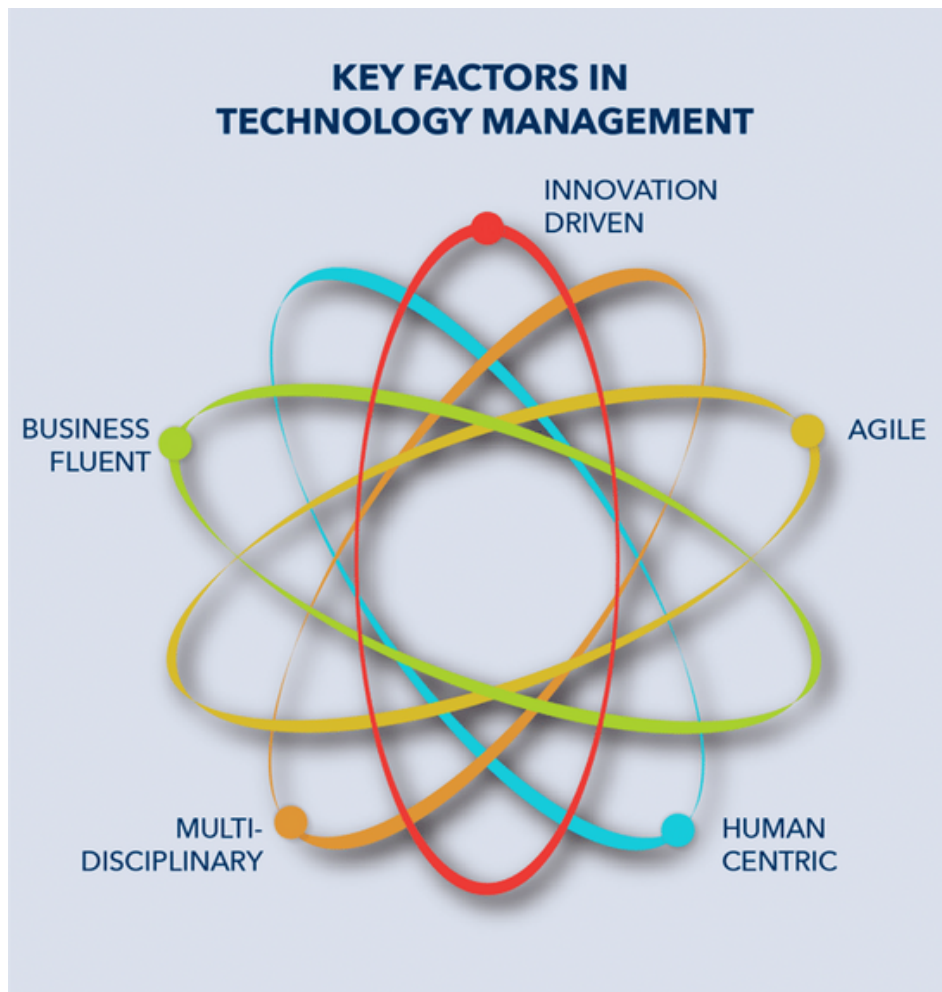 KEY FACTORS IN
TECHNOLOGY MANAGEMENT
INNOVATION
DRIVEN
BUSINESS
FLUENT
AGILE
MULTI-
DISCIPLINARY
HUMAN
CENTRIC